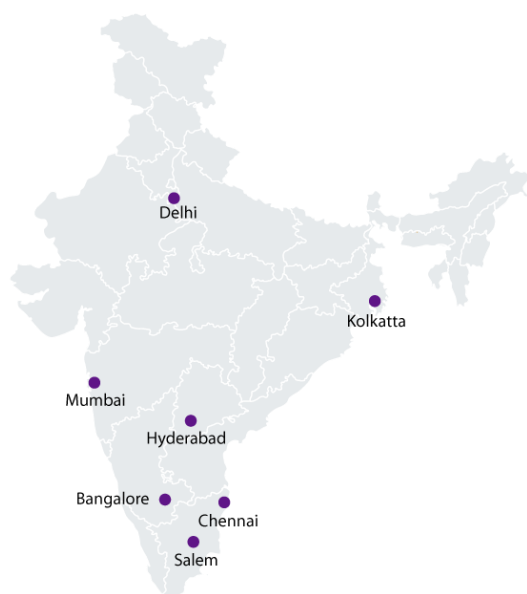 Delhi
Kolkatta
Mumbai
Hyderabad
Bangalore
Chennai
Salem